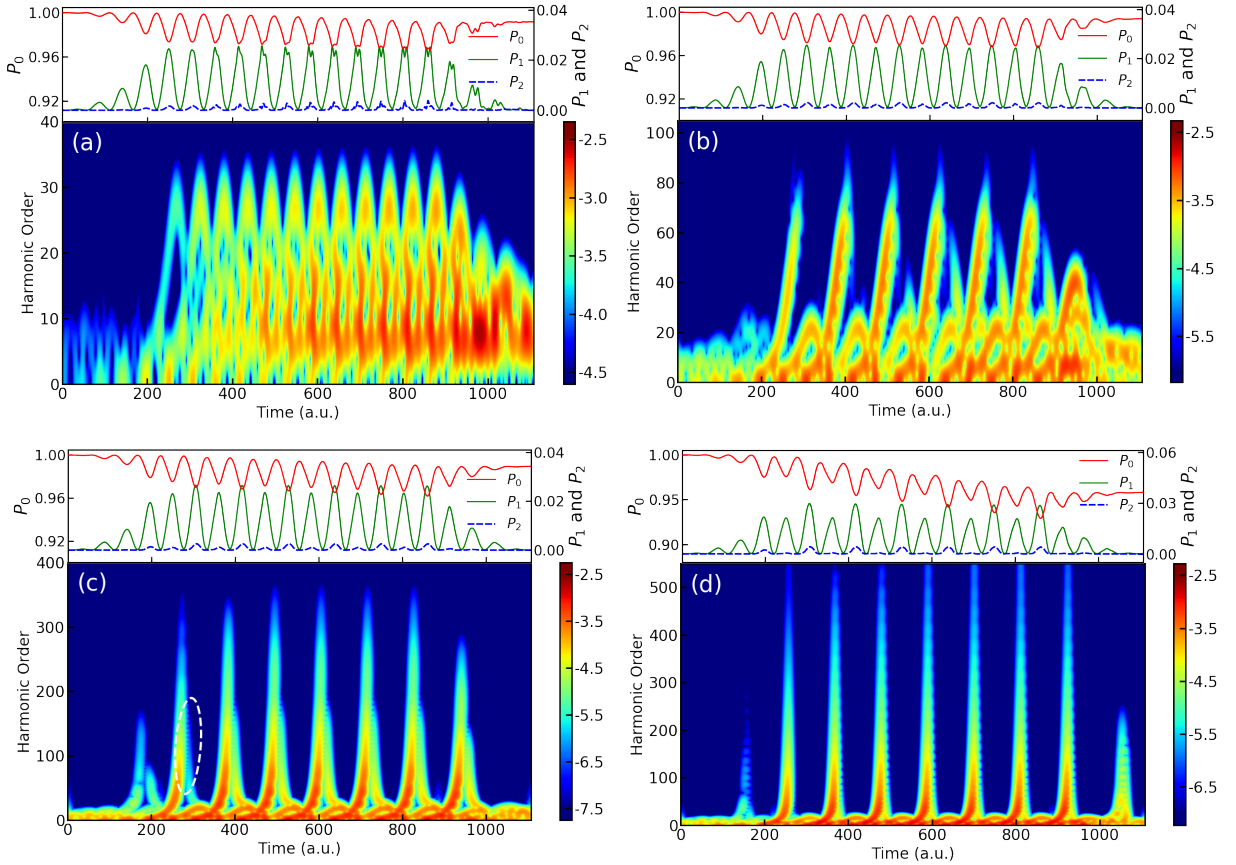 1.00
0.96
0.92
P₀
P₀
P₁
P₂
0.04
0.02
0.00
P₁ and P₂
(a)
40
30
20
10
0
Harmonic Order
0 200 400 600 800 1000
Time (a.u.)
-2.5
-3.0
-3.5
-4.0
-4.5
1.00
0.96
0.92
P₀
P₀
P₁
P₂
0.04
0.02
0.00
P₁ and P₂
(b)
100
80
60
40
20
0
Harmonic Order
0 200 400 600 800 1000
Time (a.u.)
-2.5
-3.5
-4.5
-5.5
1.00
0.96
0.92
P₀
P₀
P₁
P₂
0.04
0.02
0.00
P₁ and P₂
(c)
400
300
200
100
0
Harmonic Order
0 200 400 600 800 1000
Time (a.u.)
-2.5
-3.5
-4.5
-5.5
-6.5
-7.5
1.00
0.95
0.90
P₀
P₀
P₁
P₂
0.06
0.03
0.00
P₁ and P₂
(d)
500
400
300
200
100
0
Harmonic Order
0 200 400 600 800 1000
Time (a.u.)
-2.5
-3.5
-4.5
-5.5
-6.5